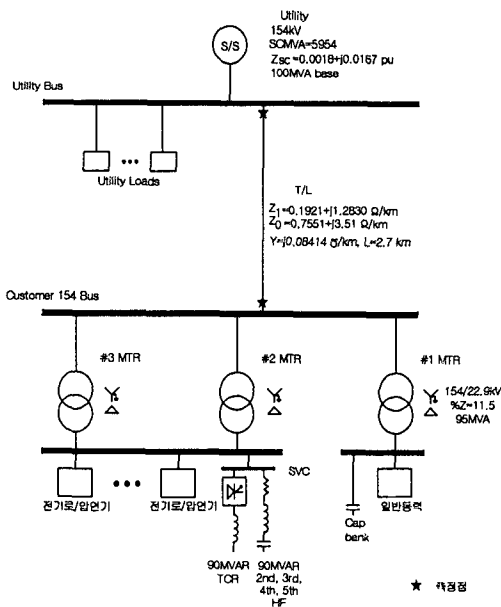 Utility
154kV
SCMVA=5954
Zsc=0.0018+j0.0167 pu
100MVA base
S/S
Utility Bus
Utility Loads
T/L
Z1=0.1921+j1.2830 Ω/km
Z0=0.7551+j3.51 Ω/km
Y=j0.08414 ℧/km, L=2.7 km
Customer 154 Bus
#3 MTR
#2 MTR
#1 MTR
154/22.9kV
%Z=11.5
95MVA
SVC
전기로/압연기
전기로/압연기
일반동력
Cap
bank
90MVAR
TCR
90MVAR
2nd, 3rd,
4th, 5th
HF
★ 측정점